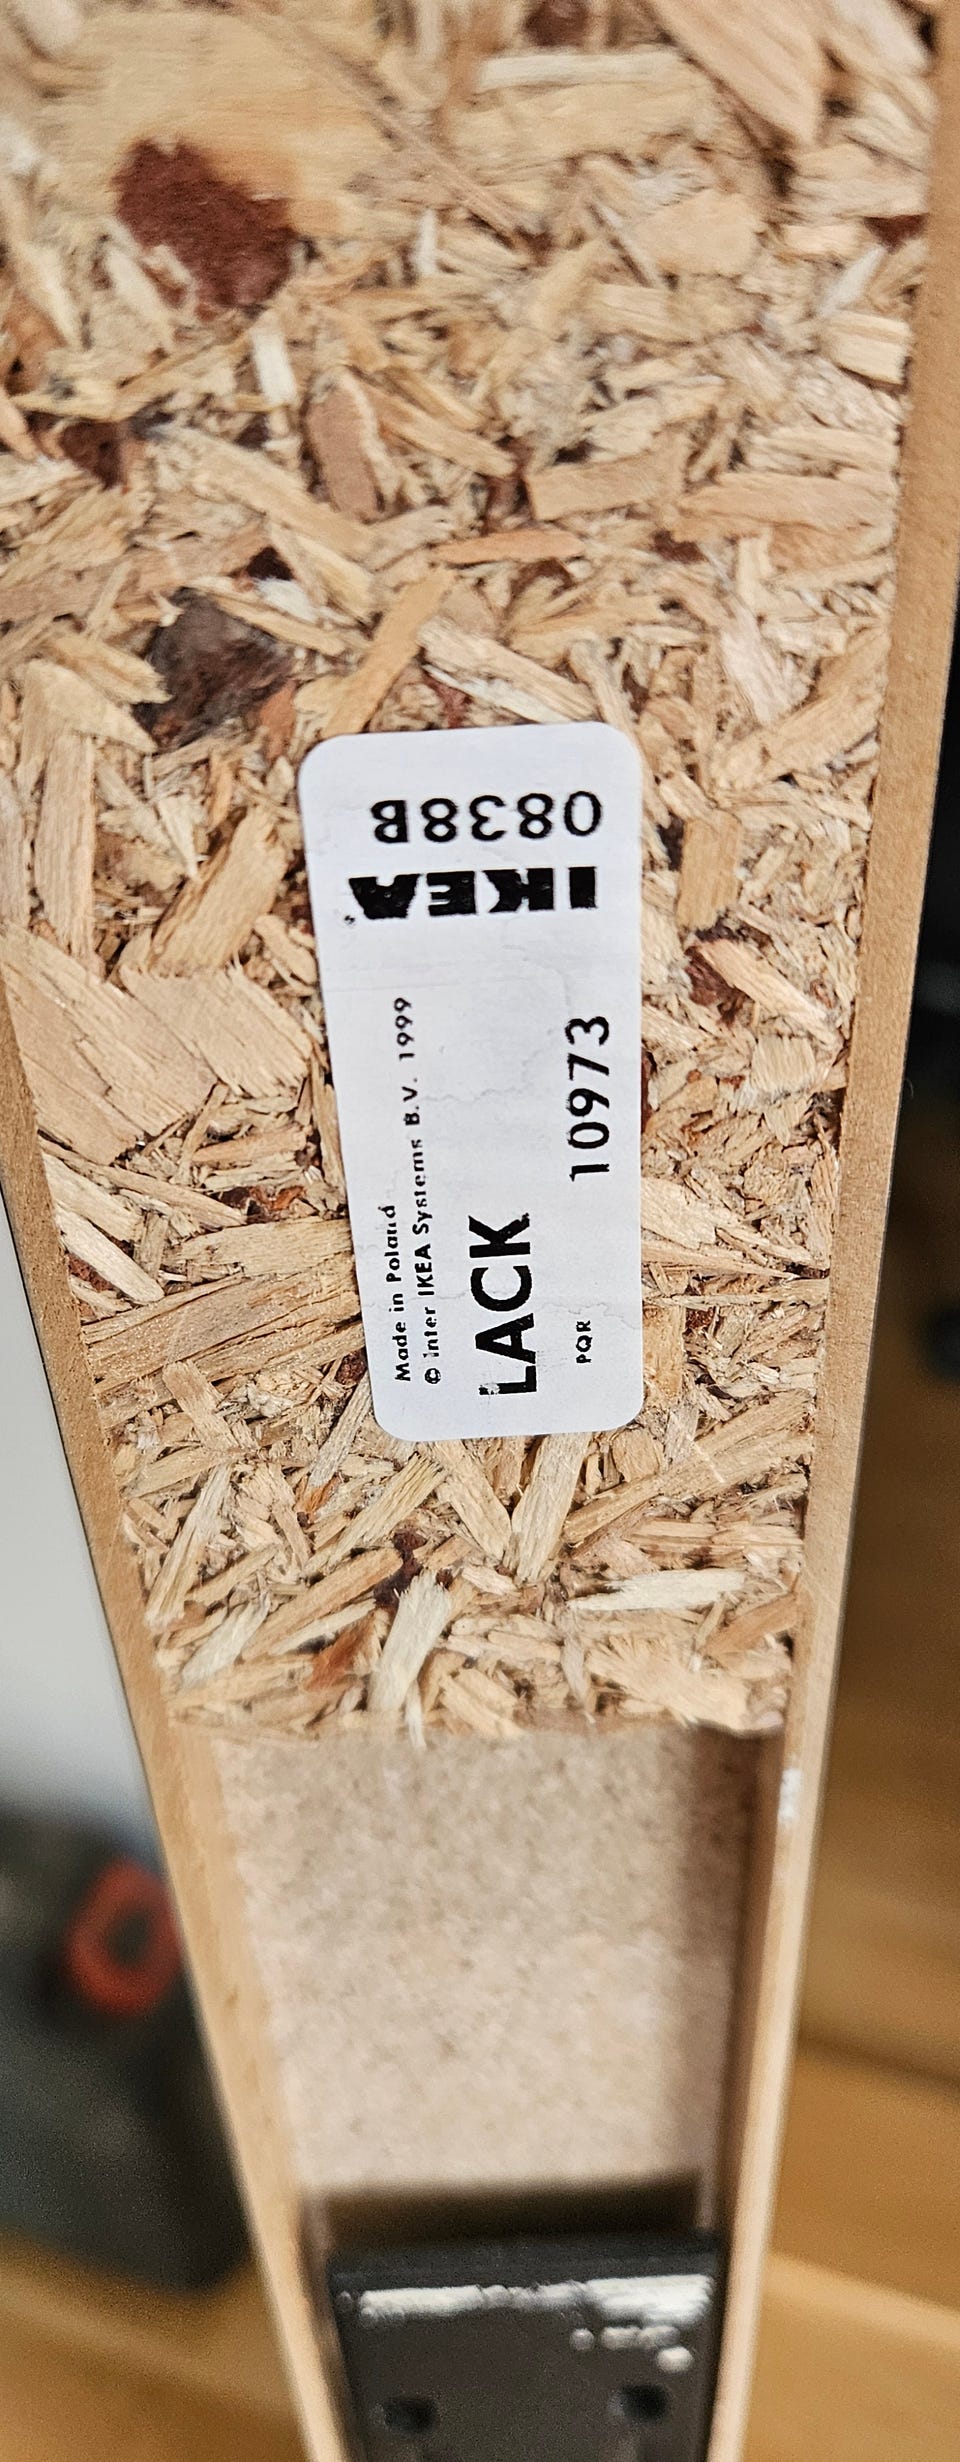 0838B
IKEA®
Made in Poland
© Inter IKEA Systems B.V. 1999
LACK
PQR 10973